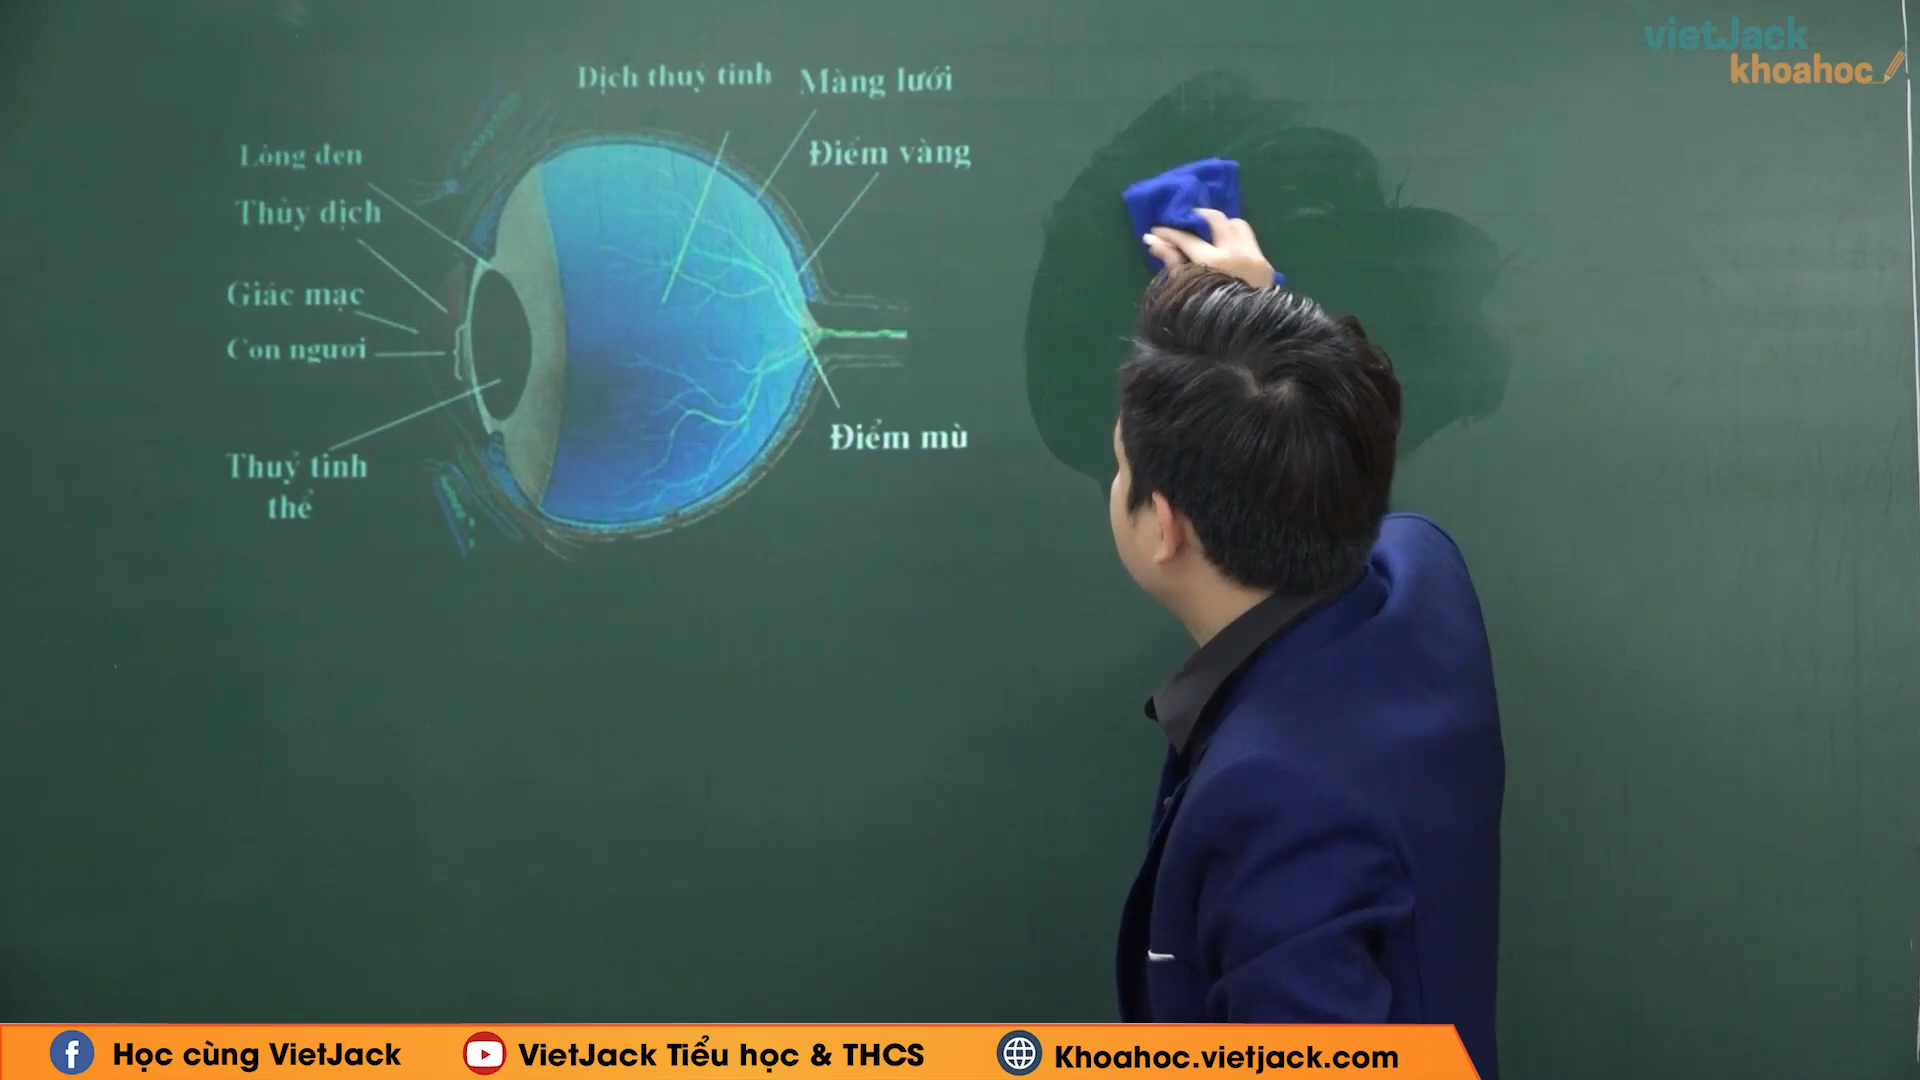 vietJack
khoahoc
Dịch thuỷ tinh
Màng lưới
Lòng đen
Điểm vàng
Thủy dịch
Giác mạc
Con ngươi
Điểm mù
Thuỷ tinh
thể
Học cùng VietJack
VietJack Tiểu học & THCS
Khoahoc.vietjack.com